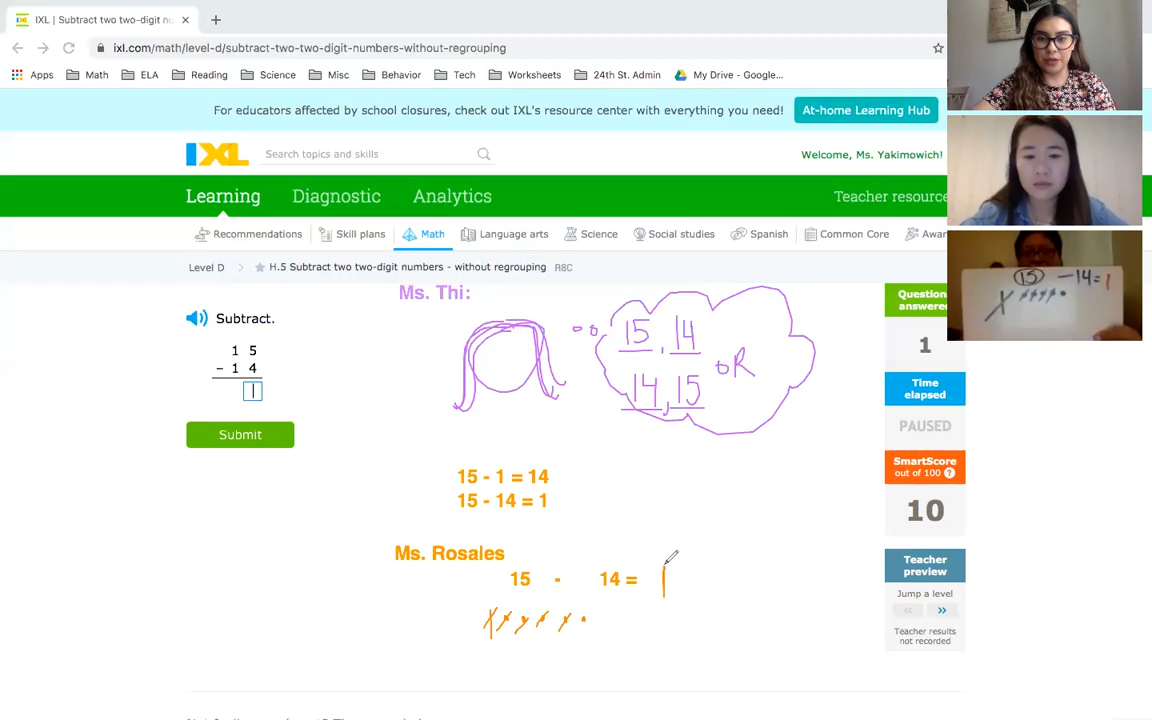 IXL | Subtract two two-digit nu
ixl.com/math/level-d/subtract-two-two-digit-numbers-without-regrouping
Apps Math ELA Reading Science Misc Behavior Tech Worksheets 24th St. Admin My Drive - Google...
For educators affected by school closures, check out IXL's resource center with everything you need! At-home Learning Hub
IXL Search topics and skills Welcome, Ms. Yakimowich!
Learning Diagnostic Analytics Teacher resource
Recommendations Skill plans Math Language arts Science Social studies Spanish Common Core Awar
Level D > H.5 Subtract two two-digit numbers - without regrouping R8C
15 -14=1
Ms. Thi:
Subtract.
1 5
- 1 4
1
Submit
15, 14
OR
14, 15
15 - 1 = 14
15 - 14 = 1
Ms. Rosales
15 - 14 = 1
Question
answered
1
Time
elapsed
PAUSED
SmartScore
out of 100 ?
10
Teacher
preview
Jump a level
<< >>
Teacher results
not recorded